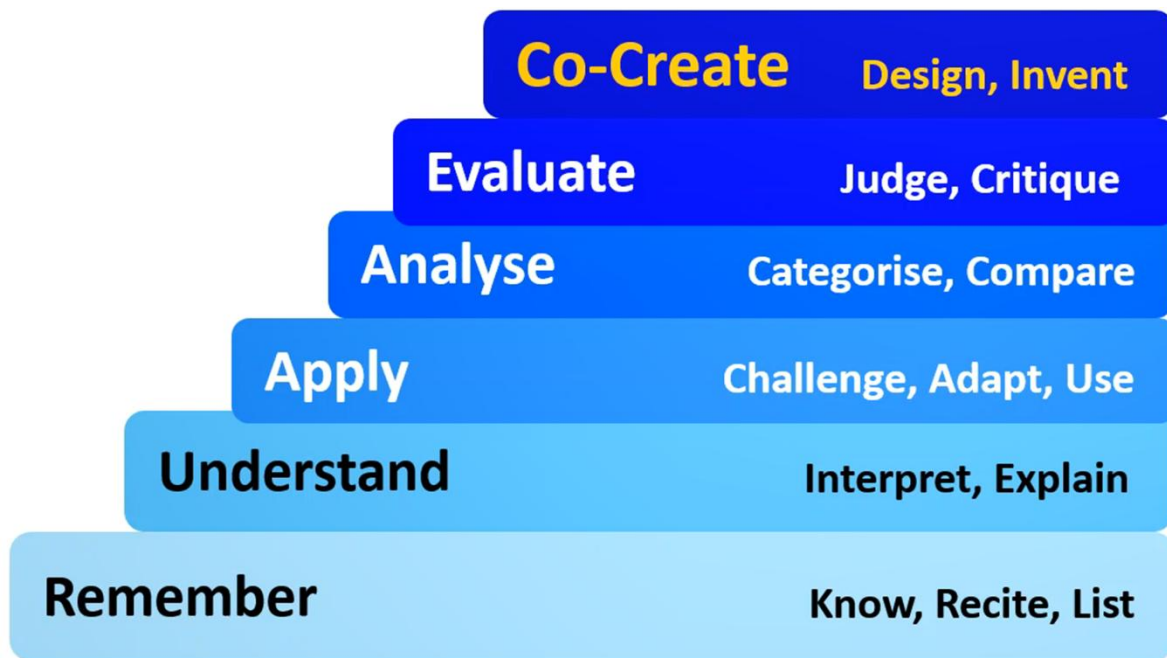 Co-Create Design, Invent
Evaluate Judge, Critique
Analyse Categorise, Compare
Apply Challenge, Adapt, Use
Understand Interpret, Explain
Remember Know, Recite, List